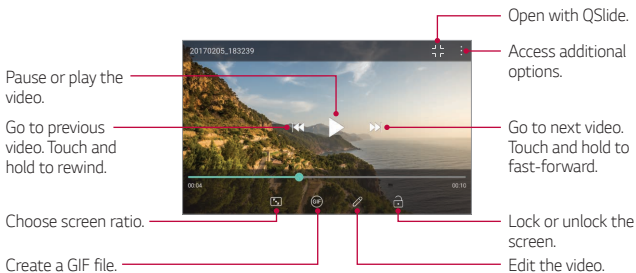 Open with QSlide.
20170205_183239
Access additional
options.
Pause or play the
video.
Go to previous
video. Touch and
hold to rewind.
Go to next video.
Touch and hold to
fast-forward.
00:04
00:10
Choose screen ratio.
GIF
Lock or unlock the
screen.
Create a GIF file.
Edit the video.